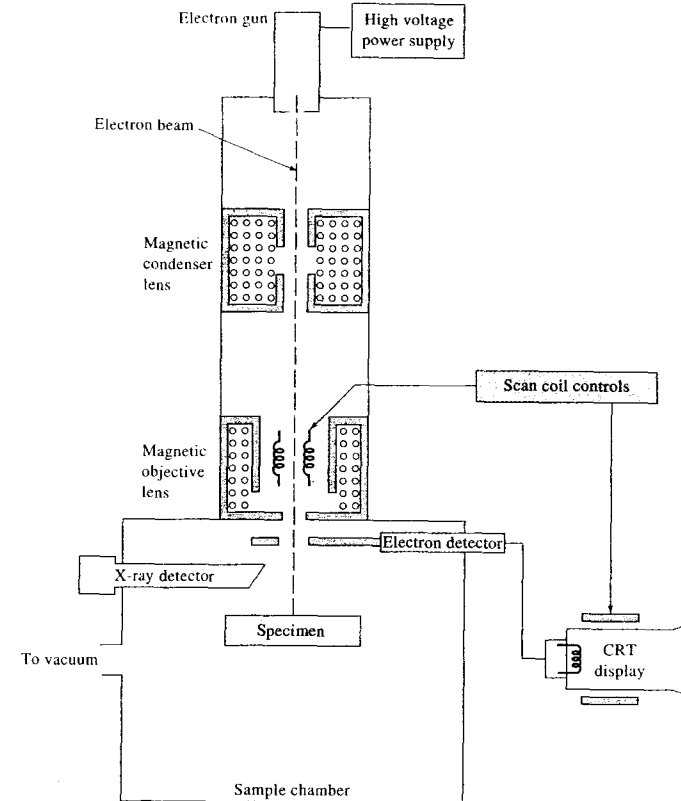 Electron gun
High voltage
power supply
Electron beam
Magnetic
condenser
lens
Scan coil controls
Magnetic
objective
lens
Electron detector
X-ray detector
Specimen
CRT
display
To vacuum
Sample chamber